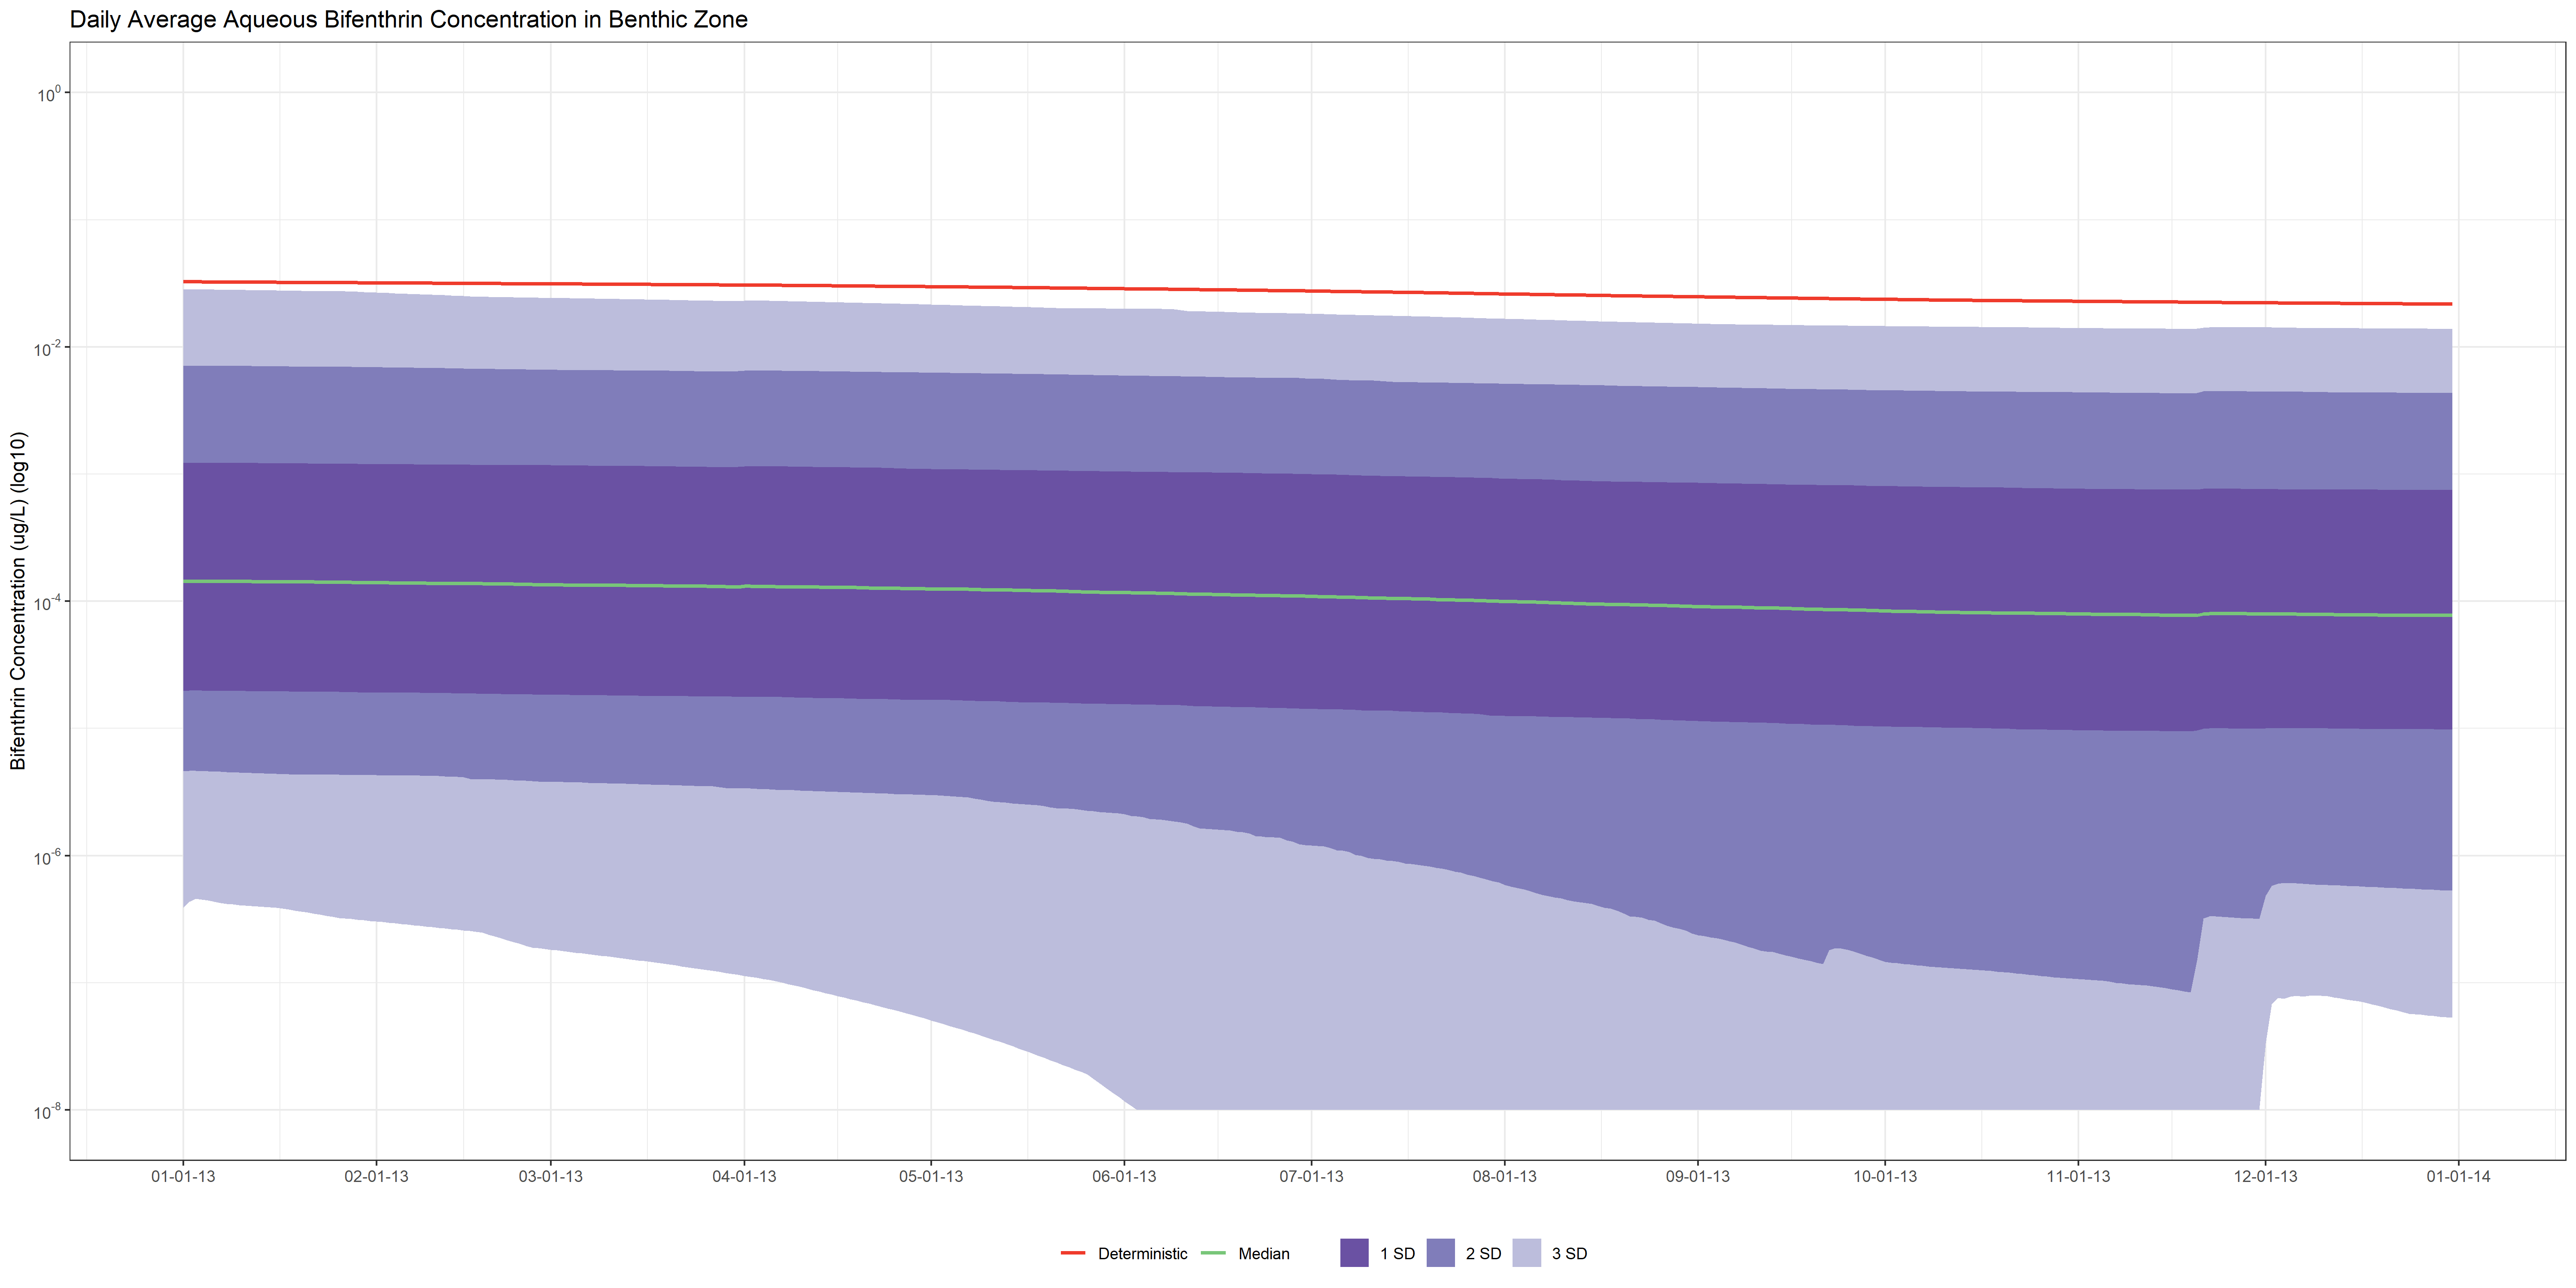 Daily Average Aqueous Bifenthrin Concentration in Benthic Zone
Bifenthrin Concentration (ug/L) (log10)
10^0
10^-2
10^-4
10^-6
10^-8
01-01-13 02-01-13 03-01-13 04-01-13 05-01-13 06-01-13 07-01-13 08-01-13 09-01-13 10-01-13 11-01-13 12-01-13 01-01-14
Deterministic Median 1 SD 2 SD 3 SD